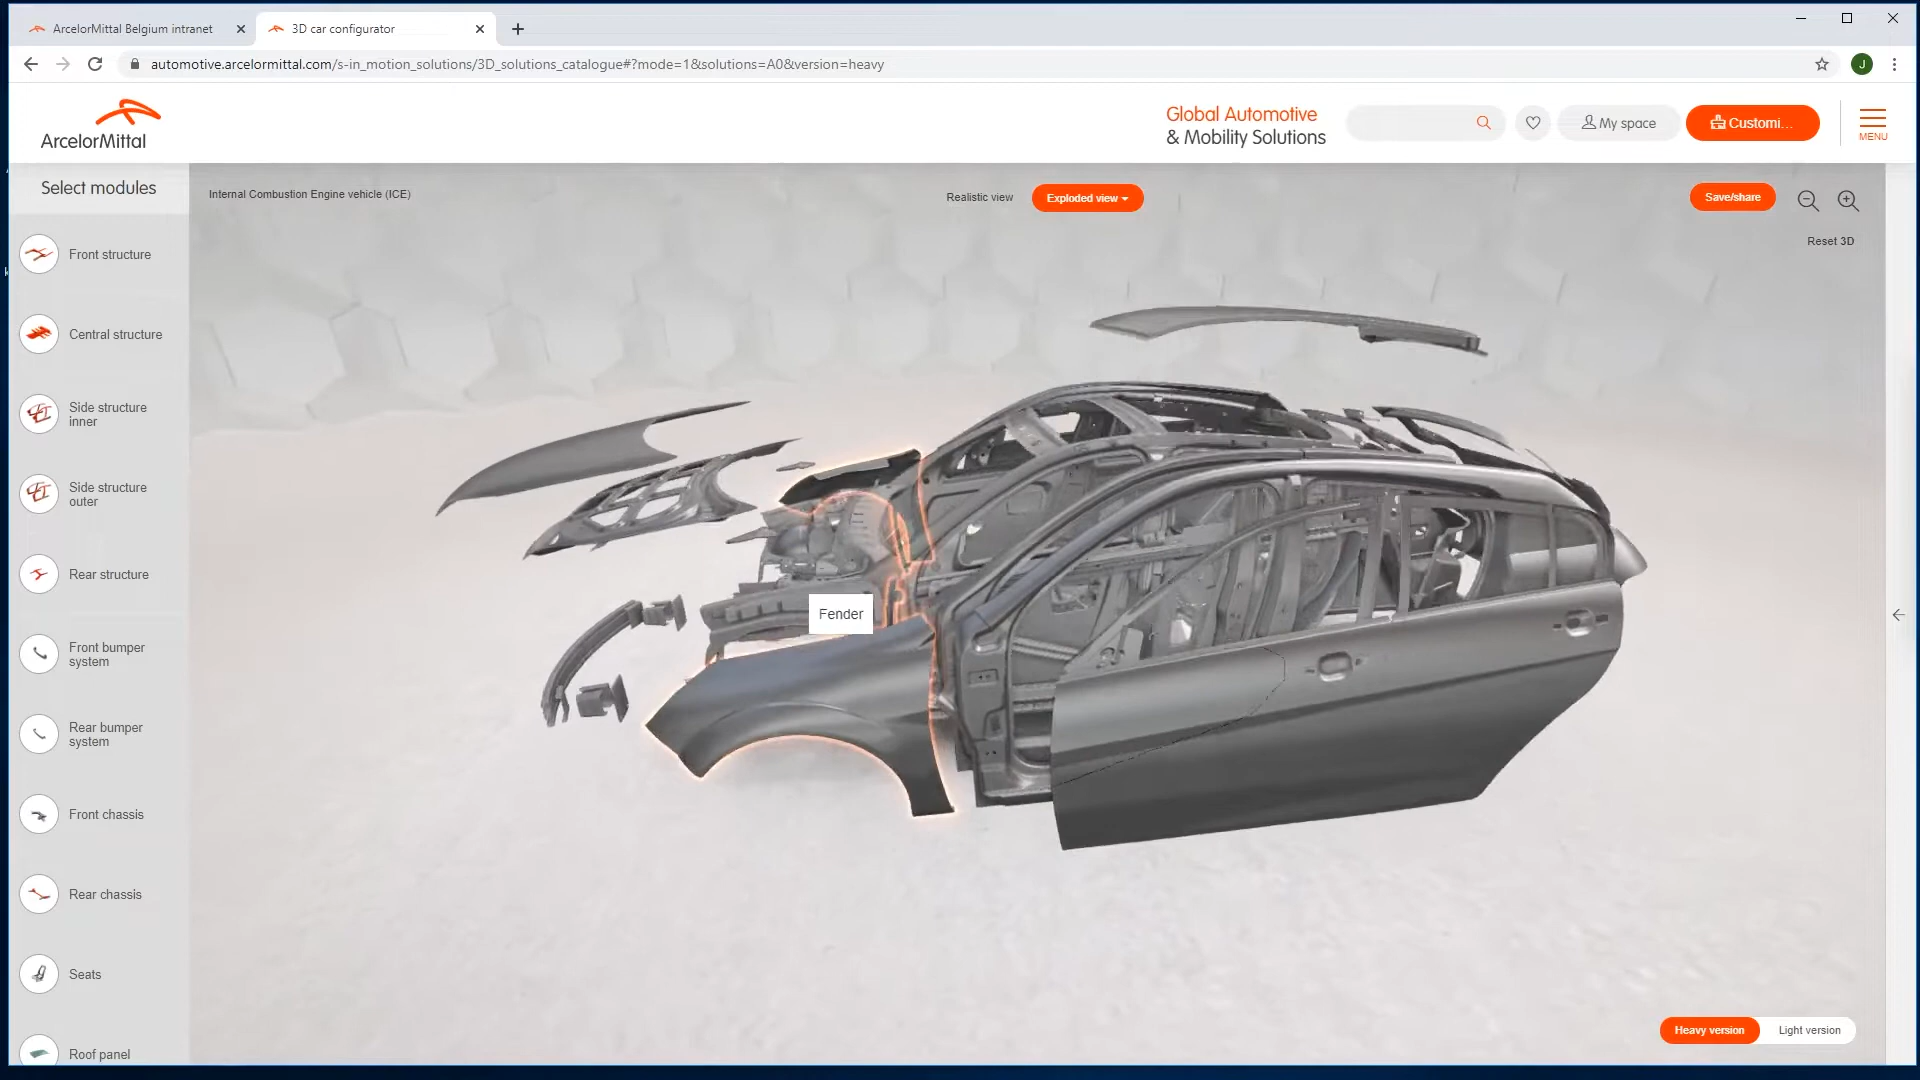 ArcelorMittal Belgium intranet
3D car configurator
automotive.arcelormittal.com/s-in_motion_solutions/3D_solutions_catalogue#?mode=1&solutions=A0&version=heavy
J
ArcelorMittal
Global Automotive
& Mobility Solutions
My space
Customi...
MENU
Select modules
Internal Combustion Engine vehicle (ICE)
Realistic view
Exploded view
Save/share
Reset 3D
Front structure
Central structure
Side structure
inner
Side structure
outer
Rear structure
Front bumper
system
Rear bumper
system
Front chassis
Rear chassis
Seats
Roof panel
Fender
Heavy version
Light version